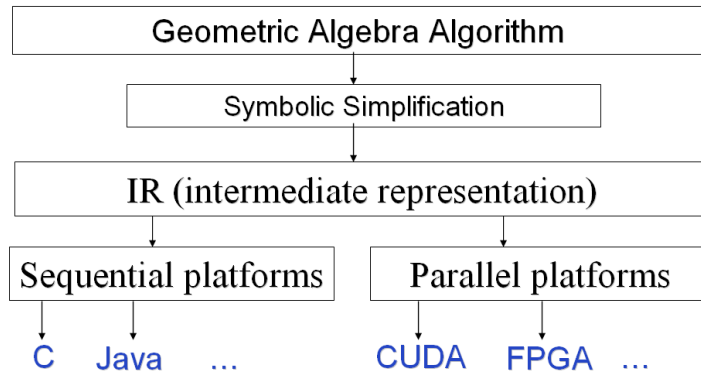 Geometric Algebra Algorithm
Symbolic Simplification
IR (intermediate representation)
Sequential platforms
Parallel platforms
C Java ... CUDA FPGA ...